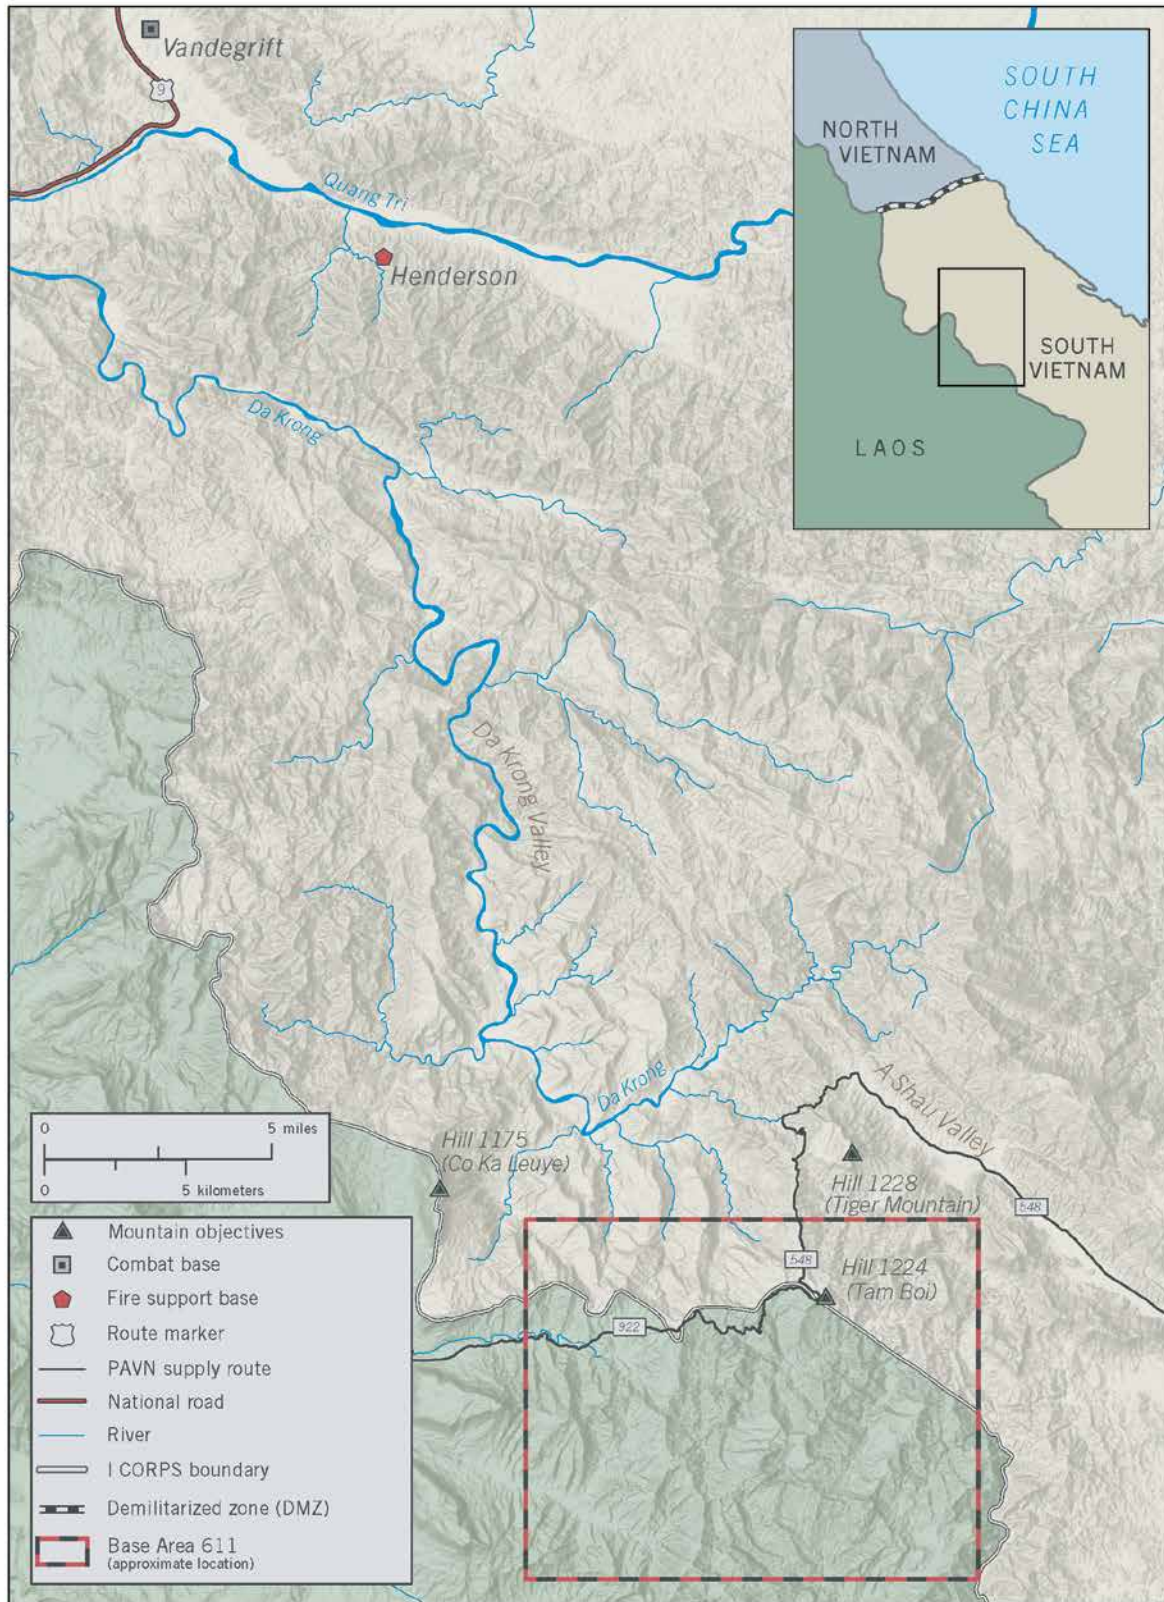 Vandegrift
9
Quang Tri
Henderson
Da Krong
SOUTH
CHINA
SEA
NORTH
VIETNAM
SOUTH
VIETNAM
LAOS
Da Krong Valley
Da Krong
A Shau Valley
Hill 1175
(Co Ka Leuye)
Hill 1228
(Tiger Mountain)
548
548
Hill 1224
(Tam Boi)
922
0 5 miles
0 5 kilometers
Mountain objectives
Combat base
Fire support base
Route marker
PAVN supply route
National road
River
I CORPS boundary
Demilitarized zone (DMZ)
Base Area 611
(approximate location)